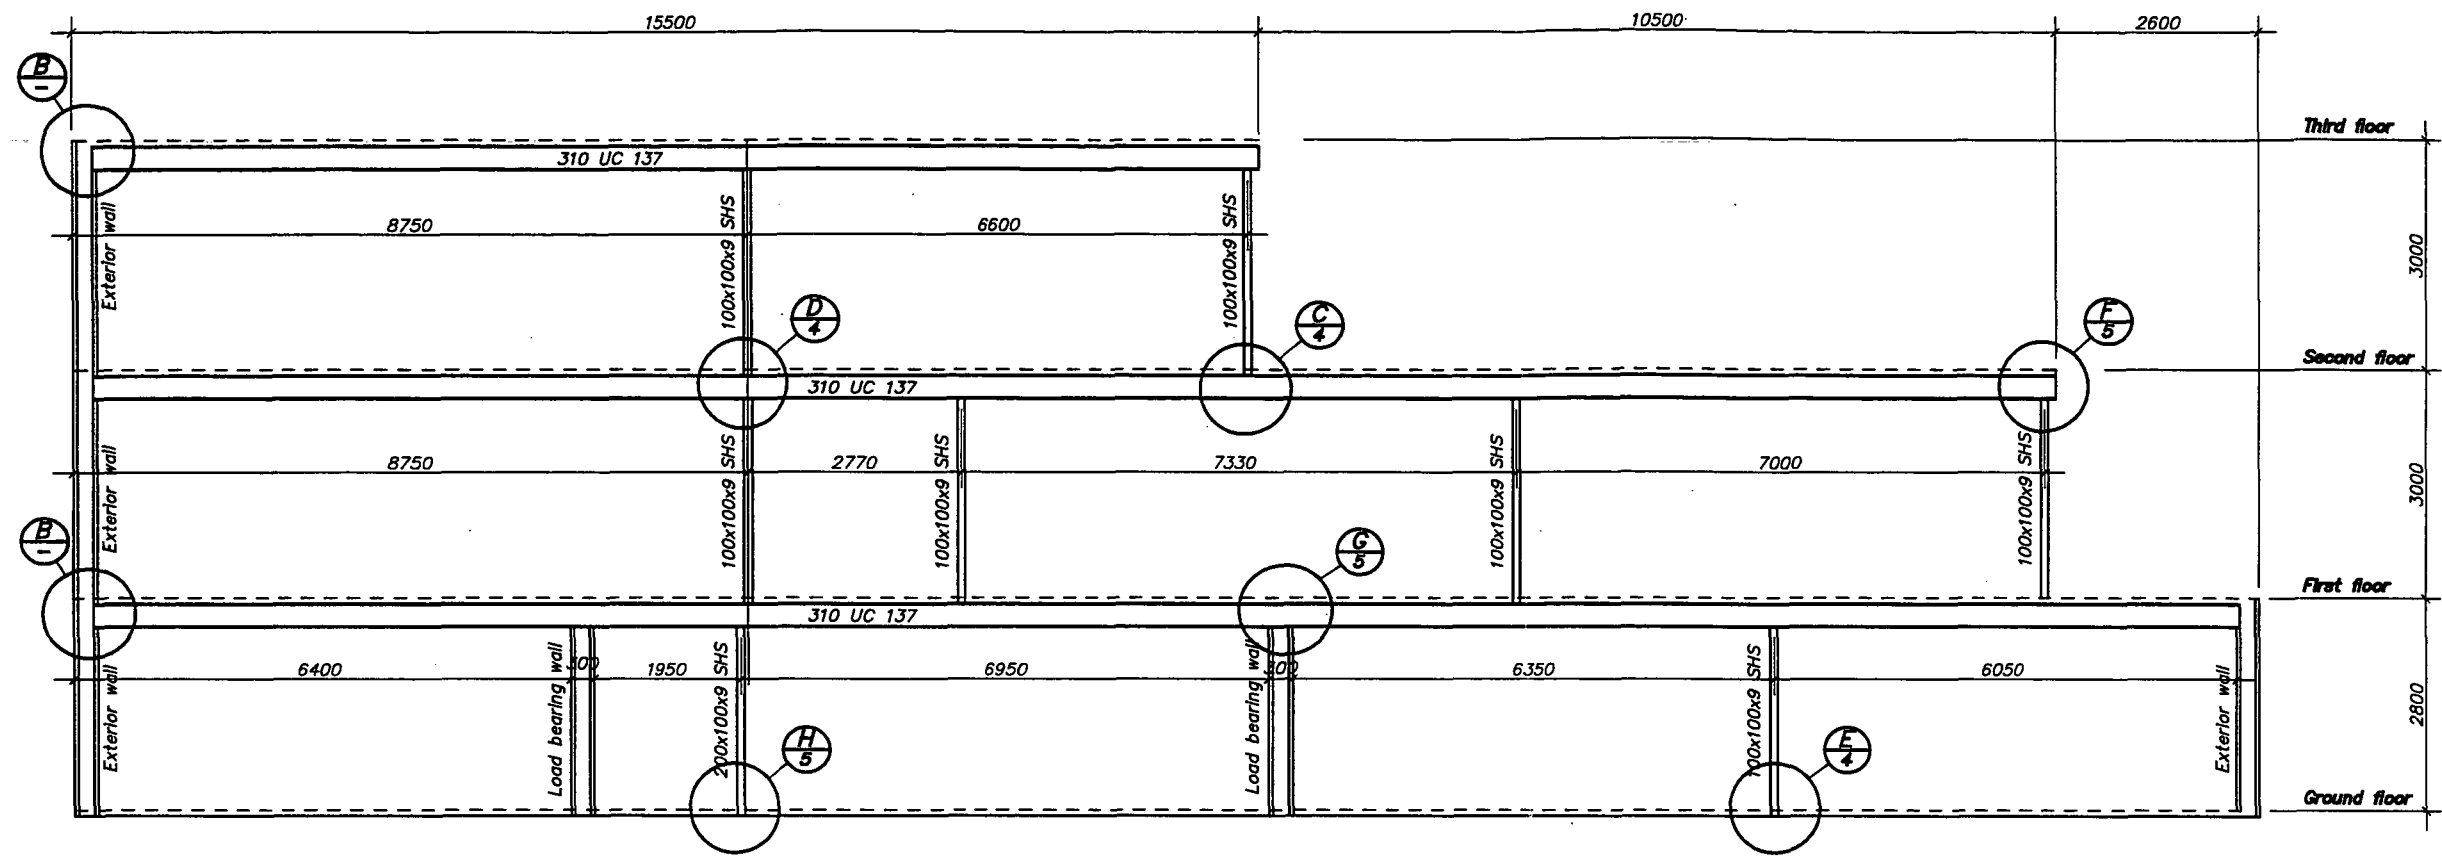 15500
10500
2600
B
–
Third floor
310 UC 137
Exterior wall
8750
100x100x9 SHS
6600
100x100x9 SHS
3000
D
4
C
4
F
5
Second floor
310 UC 137
Exterior wall
8750
100x100x9 SHS
2770
100x100x9 SHS
7330
100x100x9 SHS
7000
100x100x9 SHS
3000
B
–
G
5
First floor
310 UC 137
Exterior wall
6400
Load bearing wall
300
1950
200x100x9 SHS
6950
Load bearing wall
300
6350
100x100x9 SHS
6050
Exterior wall
2800
H
5
E
4
Ground floor